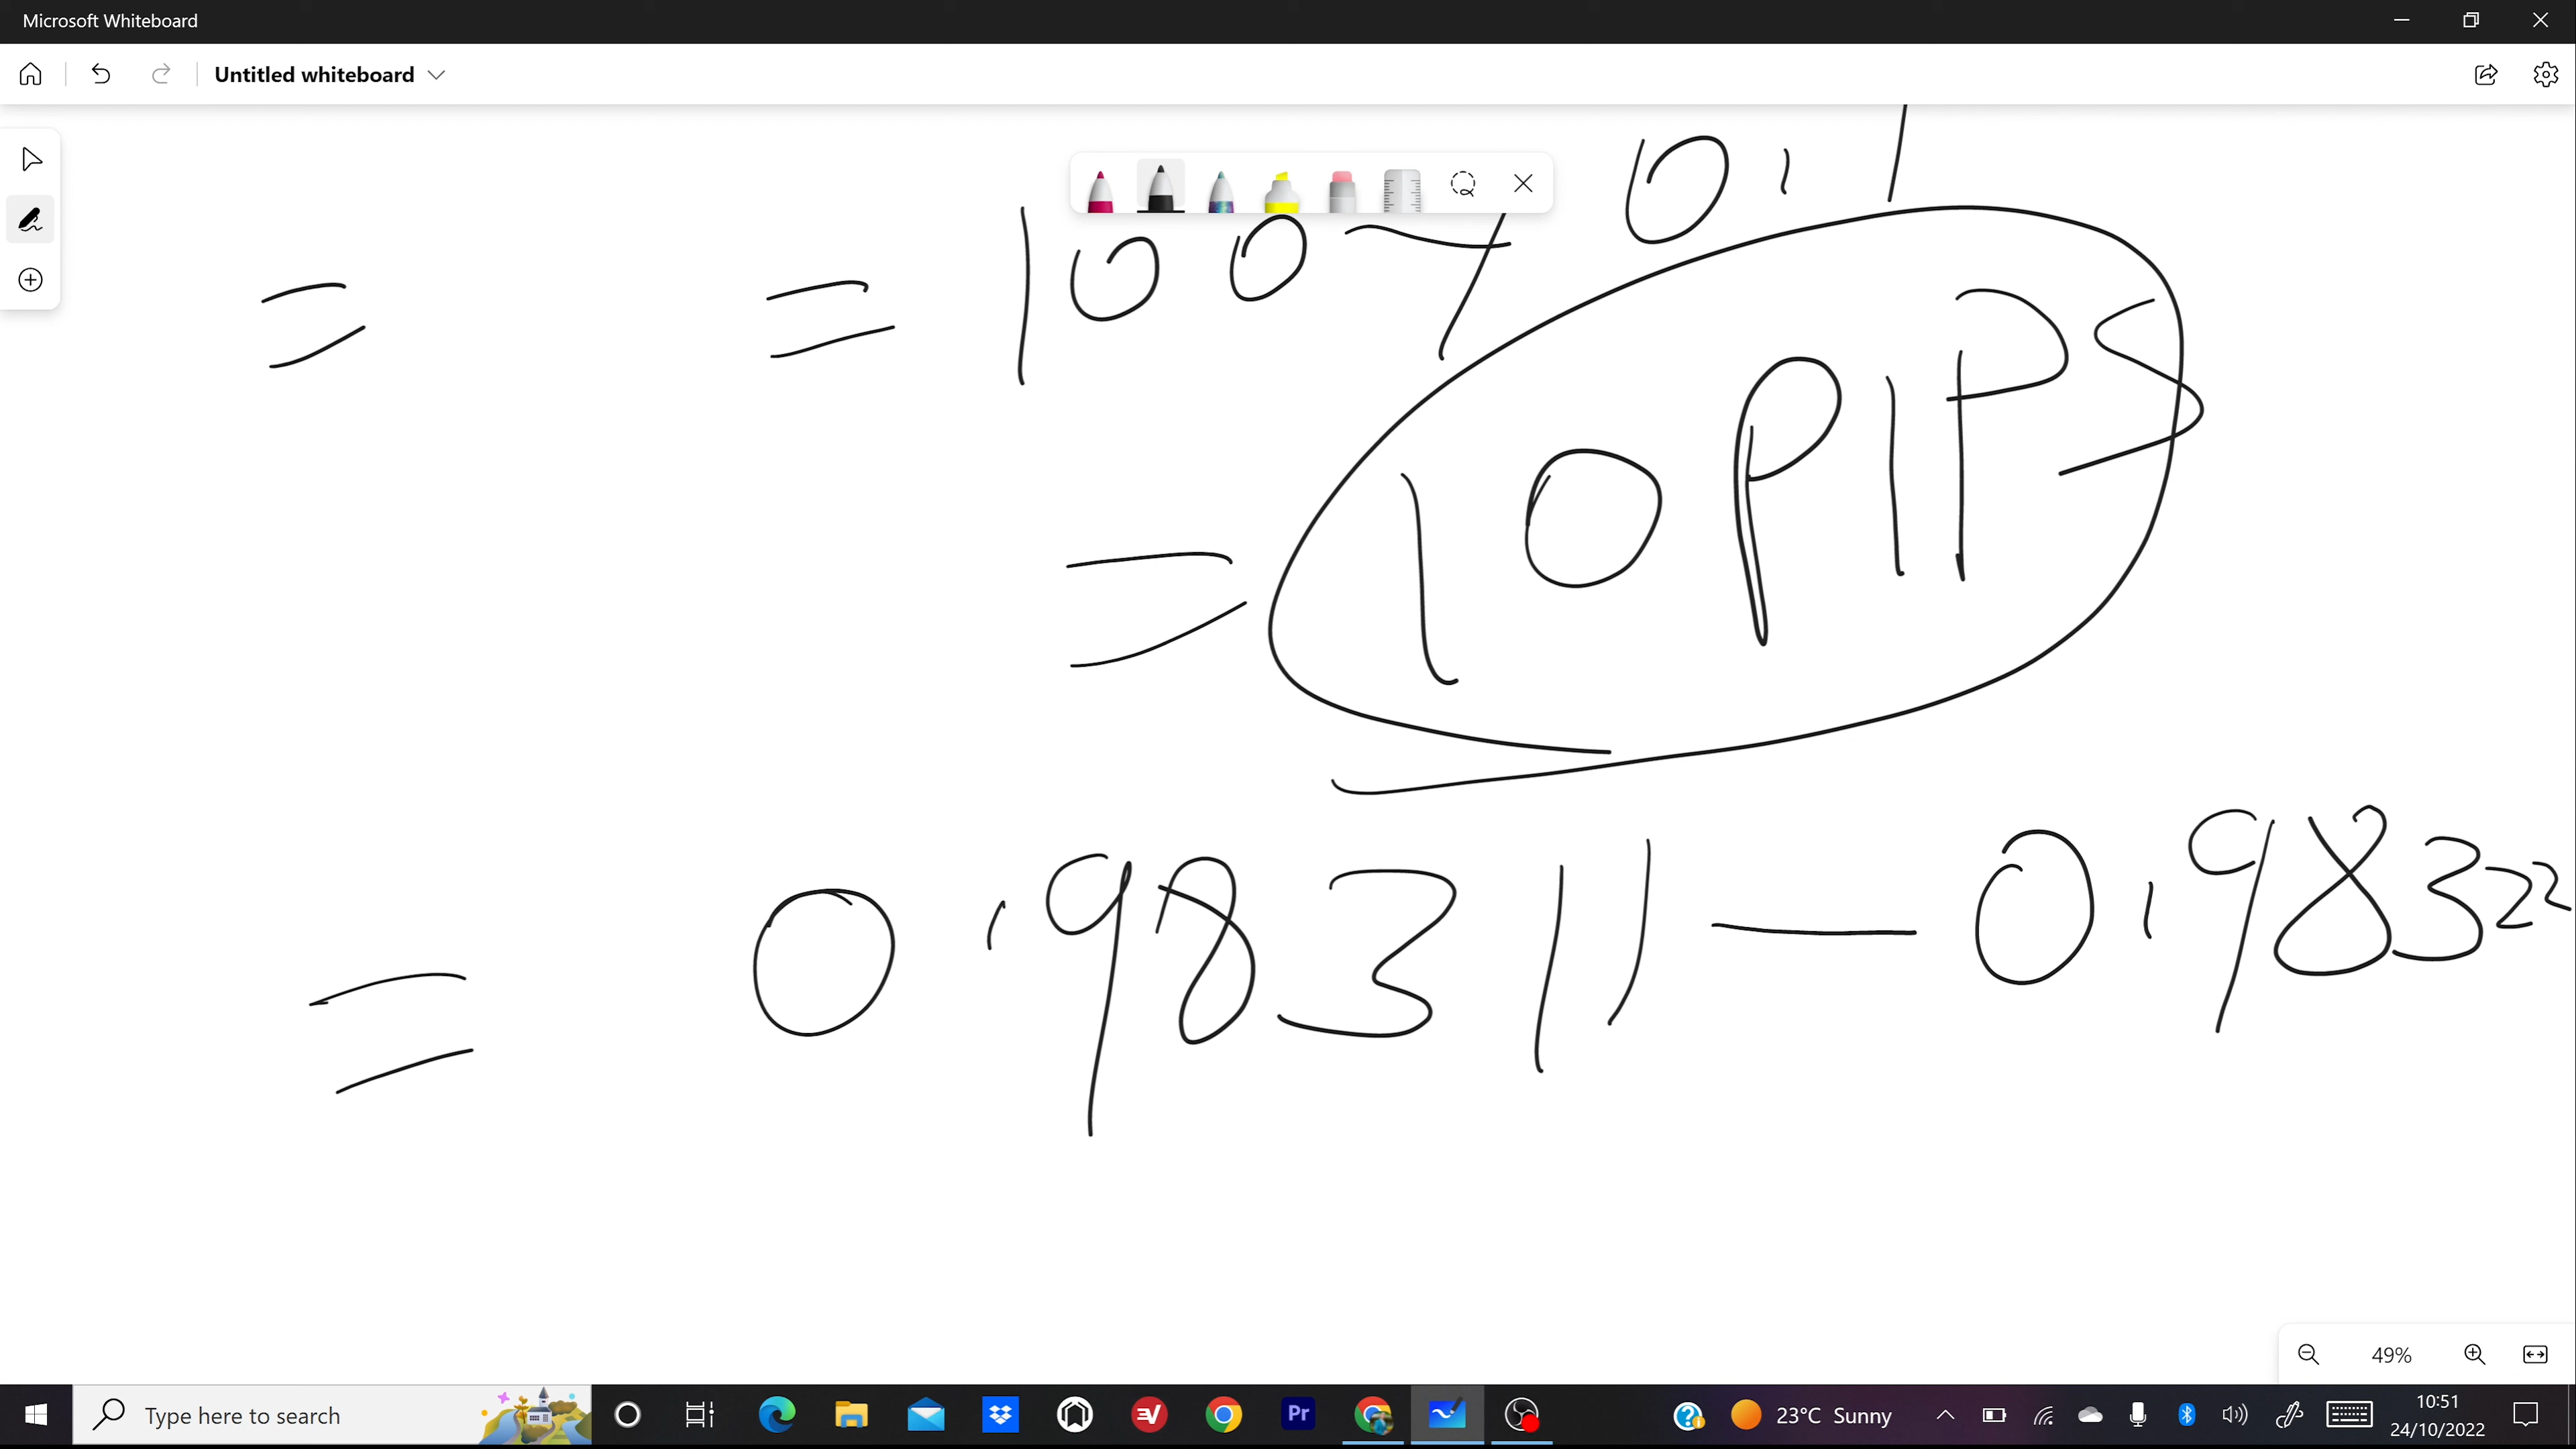 Microsoft Whiteboard
Untitled whiteboard
0.1
= = 100 x
= 10 PIPS
= 0.98311 — 0.98322
49%
Type here to search
Pr
23°C Sunny
10:51
24/10/2022